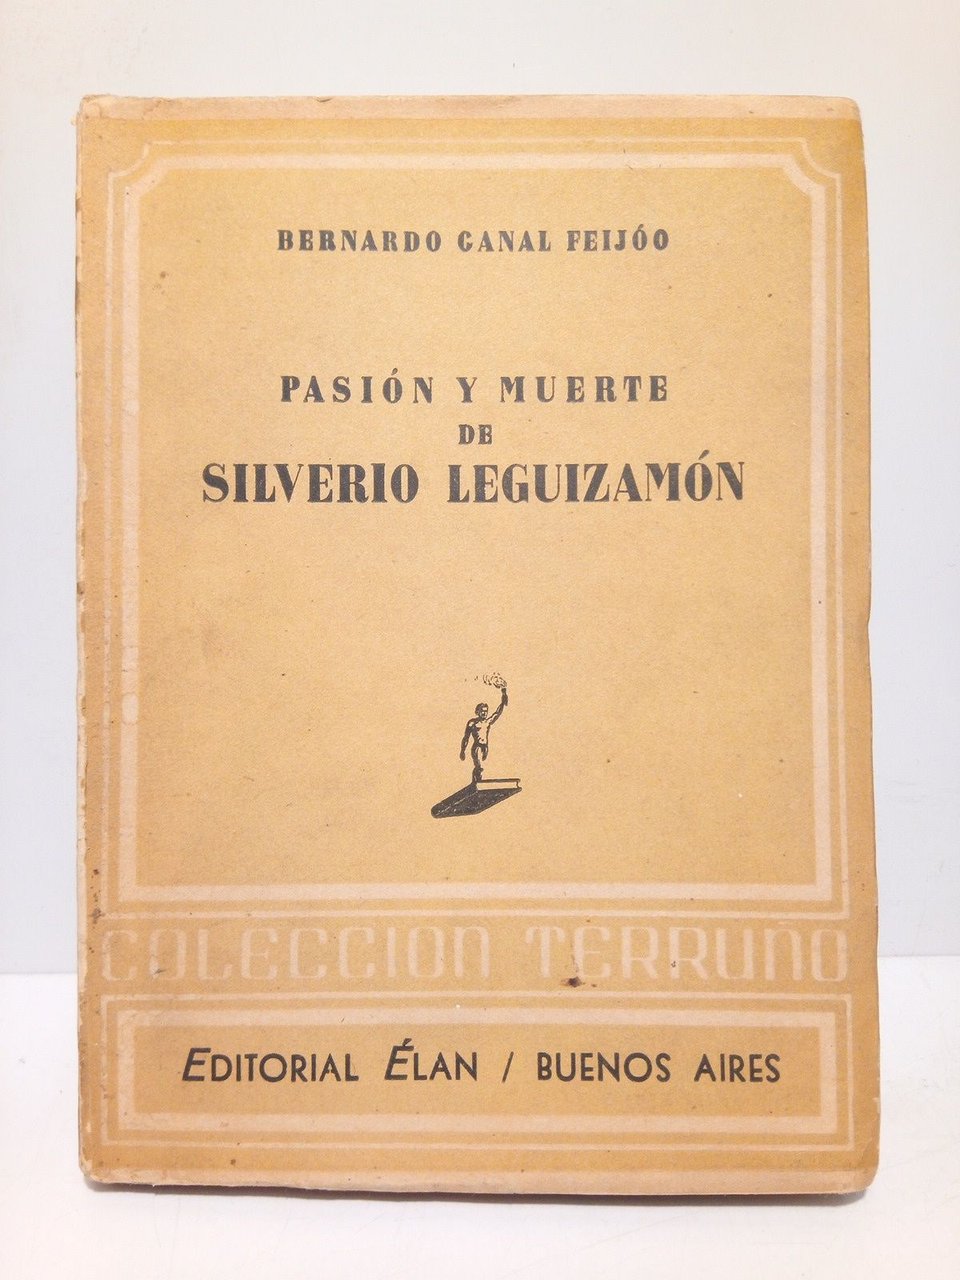 BERNARDO CANAL FEIJÓO
PASIÓN Y MUERTE
DE
SILVERIO LEGUIZAMÓN
COLECCION TERRUÑO
EDITORIAL ÉLAN / BUENOS AIRES